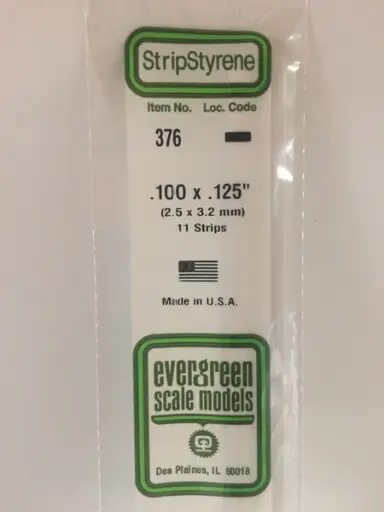 StripStyrene
Item No. Loc. Code
376
.100 x .125"
(2.5 x 3.2 mm)
11 Strips
Made in U.S.A.
evergreen
scale models
Des Plaines, IL 60018